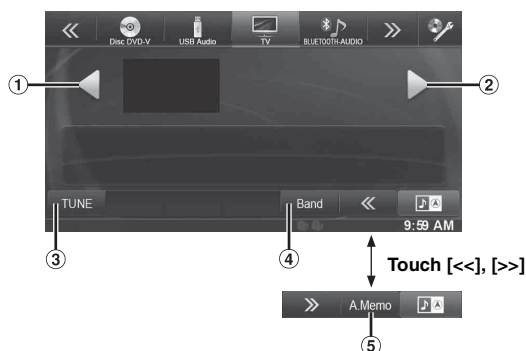 ≪ Disc DVD-V USB Audio TV BLUETOOTH-AUDIO ≫
1 2
TUNE Band ≪
9:59 AM
3 4
Touch [<<], [>>]
≫ A.Memo
5